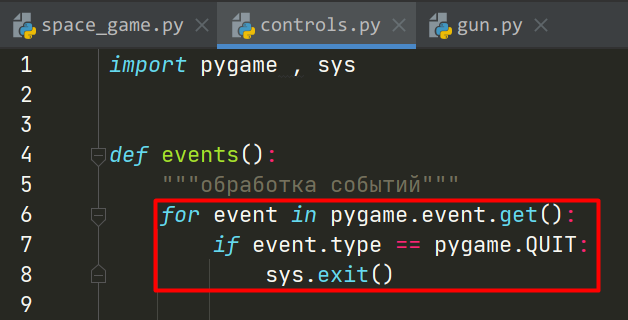 space_game.py controls.py gun.py
1 import pygame , sys
2
3
4 def events():
5 """обработка событий"""
6 for event in pygame.event.get():
7 if event.type == pygame.QUIT:
8 sys.exit()
9